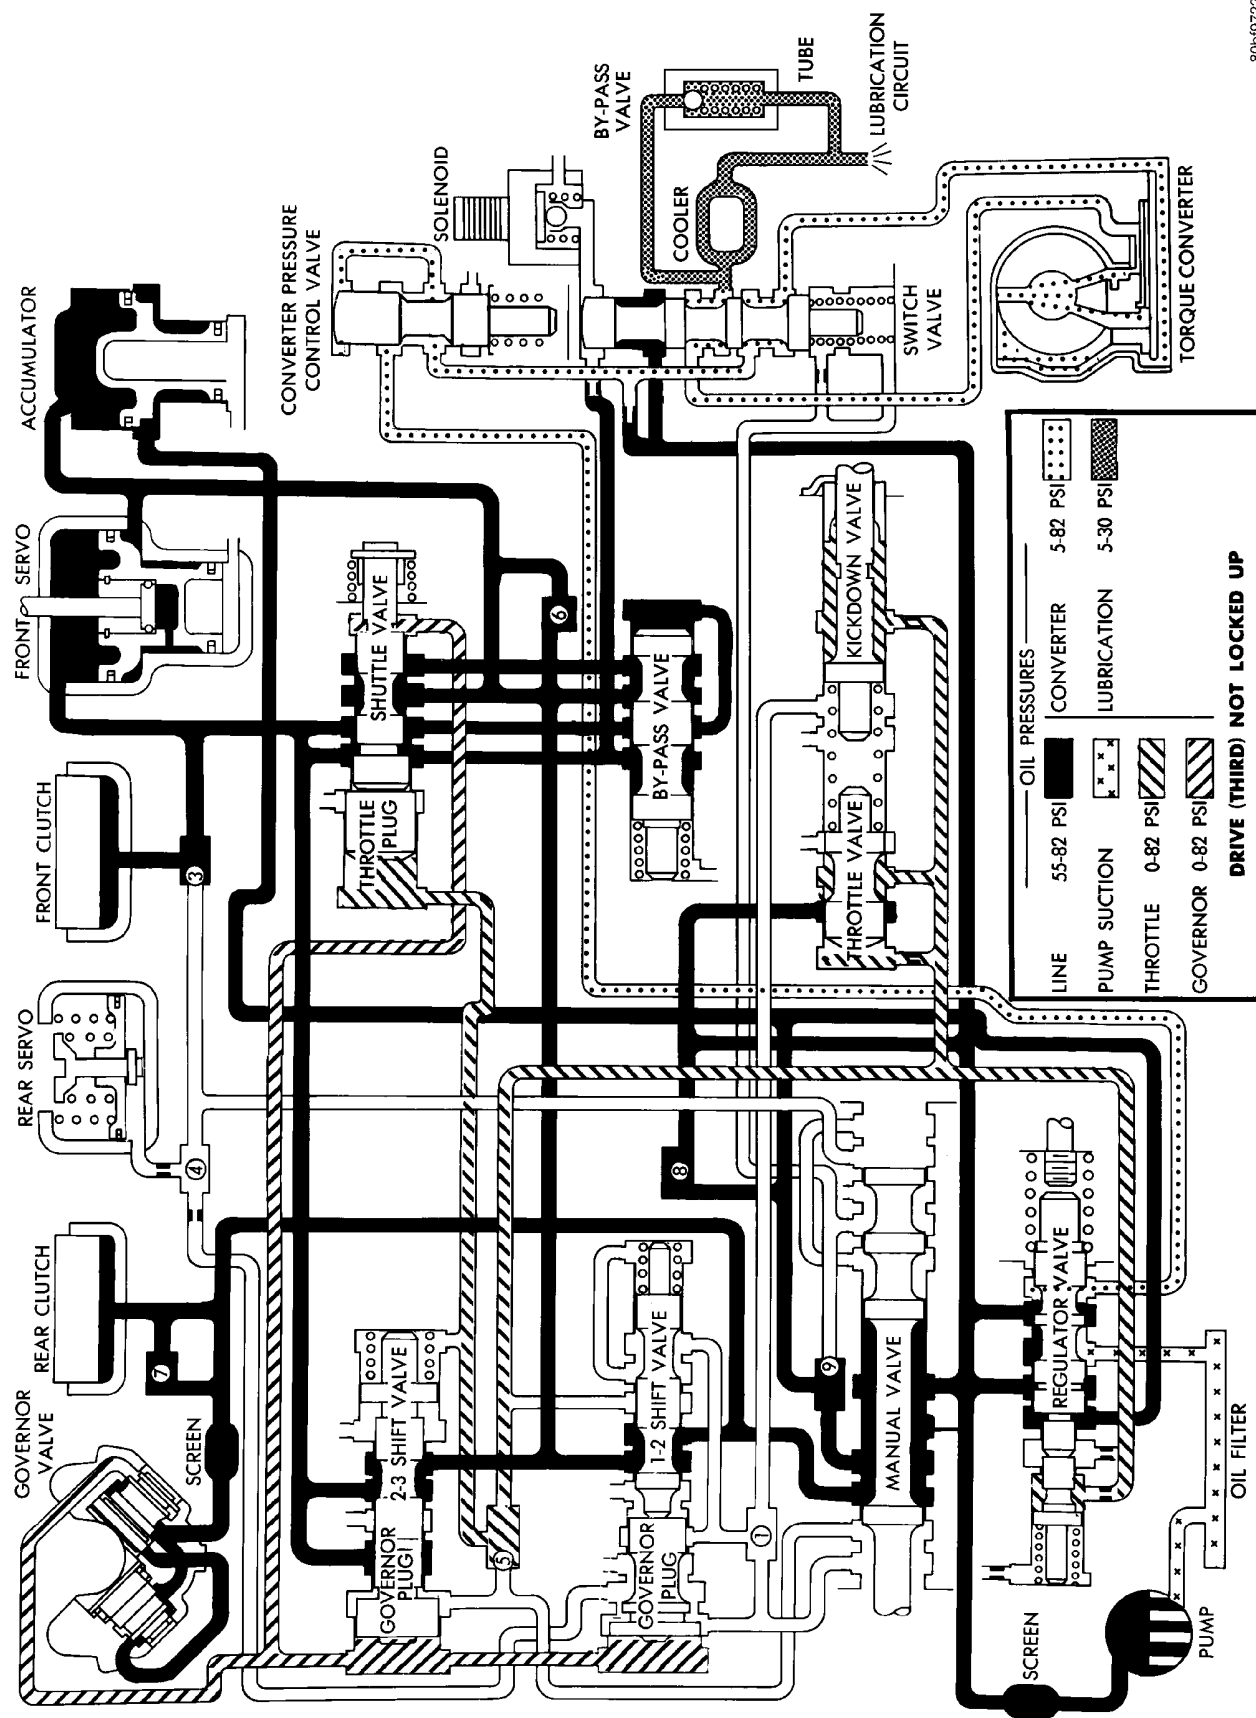 ACCUMULATOR
FRONT SERVO
FRONT CLUTCH
REAR SERVO
REAR CLUTCH
GOVERNOR
VALVE
SCREEN
7
4
3
CONVERTER PRESSURE
CONTROL VALVE
SOLENOID
BY-PASS
VALVE
TUBE
LUBRICATION
CIRCUIT
COOLER
SWITCH
VALVE
TORQUE CONVERTER
SHUTTLE VALVE
THROTTLE
PLUG
6
BY-PASS VALVE
KICKDOWN VALVE
THROTTLE VALVE
2-3 SHIFT VALVE
GOVERNOR
PLUG
5
1-2 SHIFT VALVE
GOVERNOR
PLUG
8
1
9
MANUAL VALVE
REGULATOR VALVE
SCREEN
PUMP
OIL FILTER
OIL PRESSURES
LINE 55-82 PSI
CONVERTER 5-82 PSI
PUMP SUCTION
LUBRICATION 5-30 PSI
THROTTLE 0-82 PSI
GOVERNOR 0-82 PSI
DRIVE (THIRD) NOT LOCKED UP